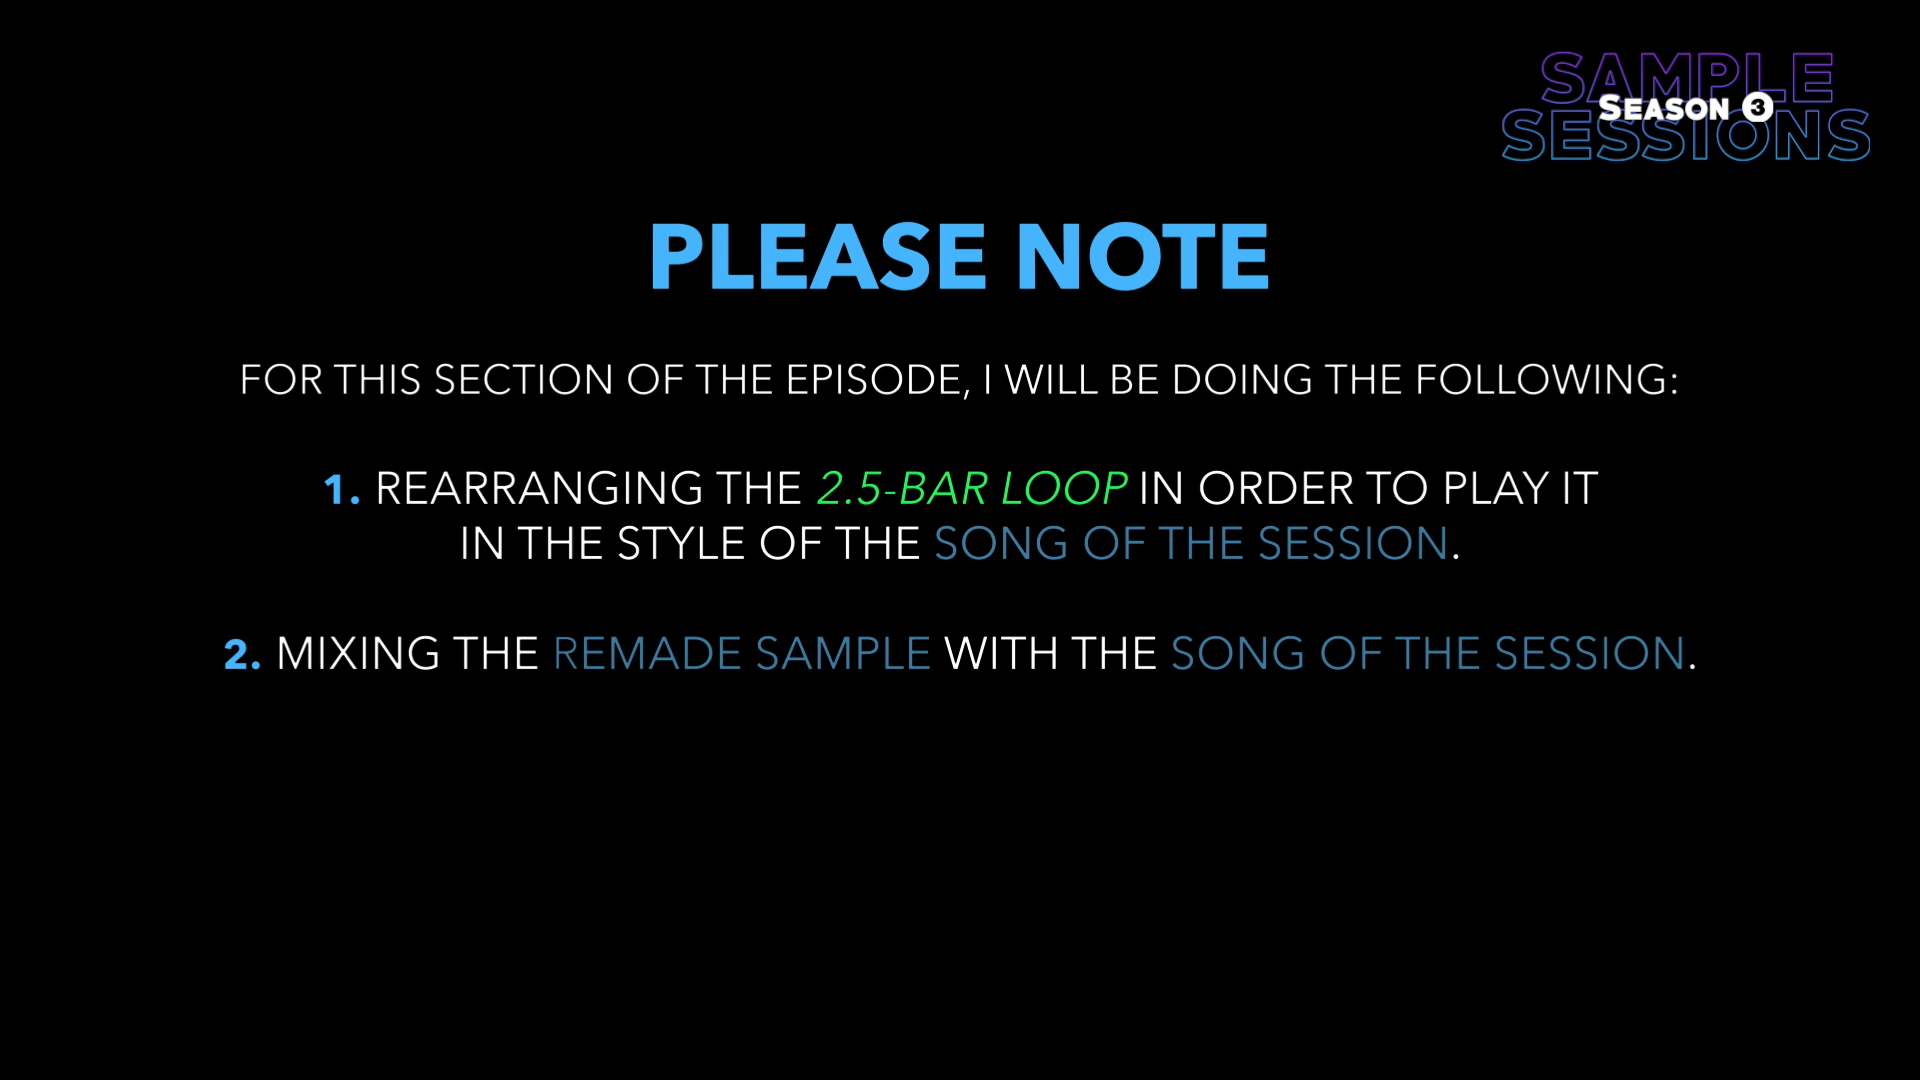 SAMPLE
SEASON 3
SESSIONS
PLEASE NOTE
FOR THIS SECTION OF THE EPISODE, I WILL BE DOING THE FOLLOWING:
1. REARRANGING THE 2.5-BAR LOOP IN ORDER TO PLAY IT
IN THE STYLE OF THE SONG OF THE SESSION.
2. MIXING THE REMADE SAMPLE WITH THE SONG OF THE SESSION.